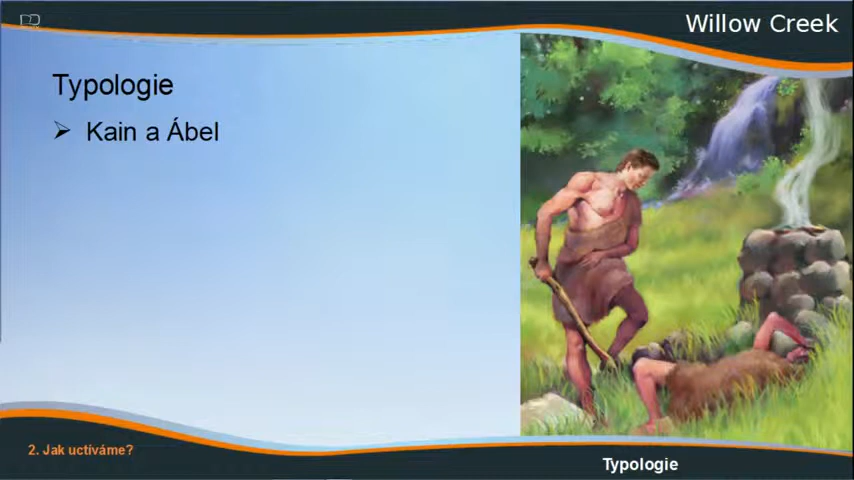 Willow Creek
Typologie
➢ Kain a Ábel
2. Jak uctíváme?
Typologie